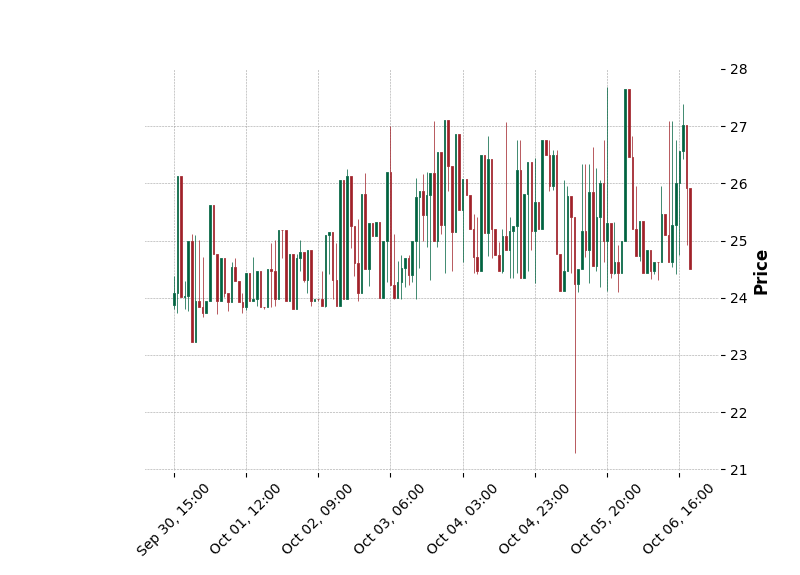 28
27
26
25
24
23
22
21
Price
Sep 30, 15:00
Oct 01, 12:00
Oct 02, 09:00
Oct 03, 06:00
Oct 04, 03:00
Oct 04, 23:00
Oct 05, 20:00
Oct 06, 16:00